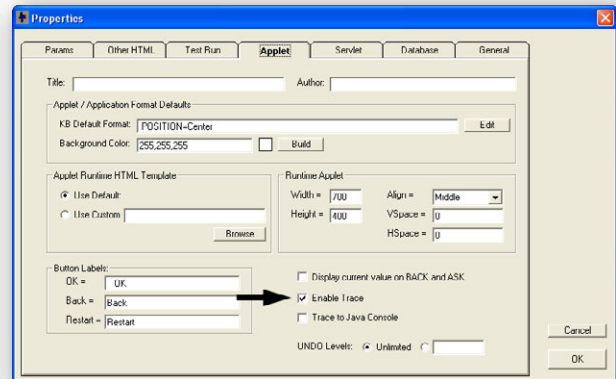 Properties
Params Other HTML Test Run Applet Servlet Database General
Title: Author:
Applet / Application Format Defaults
KB Default Format: POSITION=Center Edit
Background Color: 255,255,255 Build
Applet Runtime HTML Template
Use Default
Use Custom
Browse
Runtime Applet
Width = 700 Align = Middle
Height = 400 VSpace = 0
HSpace = 0
Button Labels:
OK = OK
Back = Back
Restart = Restart
Display current value on BACK and ASK
Enable Trace
Trace to Java Console
UNDO Levels: Unlimited
Cancel
OK